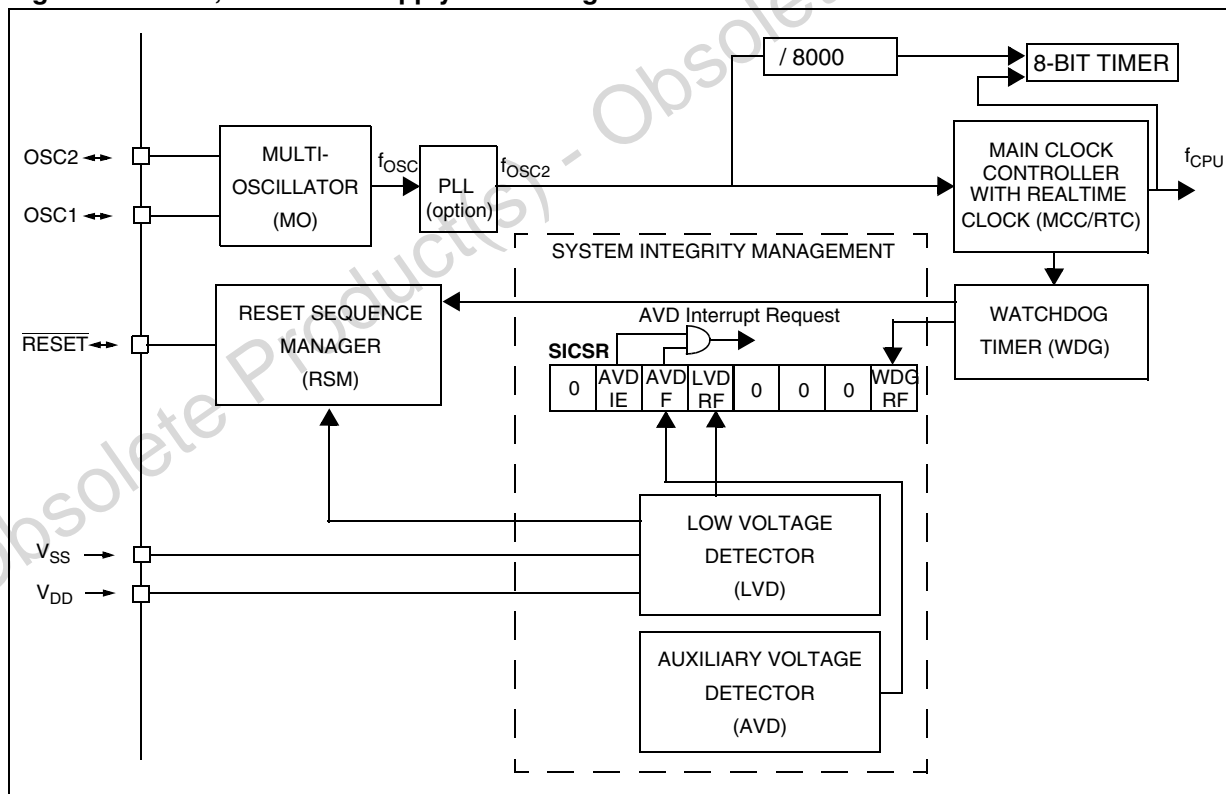 / 8000
8-BIT TIMER
OSC2
OSC1
MULTI-
OSCILLATOR
(MO)
fOSC
PLL
(option)
fOSC2
MAIN CLOCK
CONTROLLER
WITH REALTIME
CLOCK (MCC/RTC)
fCPU
SYSTEM INTEGRITY MANAGEMENT
RESET
RESET SEQUENCE
MANAGER
(RSM)
AVD Interrupt Request
WATCHDOG
TIMER (WDG)
SICSR
0 AVD IE AVD F LVD RF 0 0 0 WDG RF
LOW VOLTAGE
DETECTOR
(LVD)
VSS
VDD
AUXILIARY VOLTAGE
DETECTOR
(AVD)
Obsolete Product(s) - Obsolete